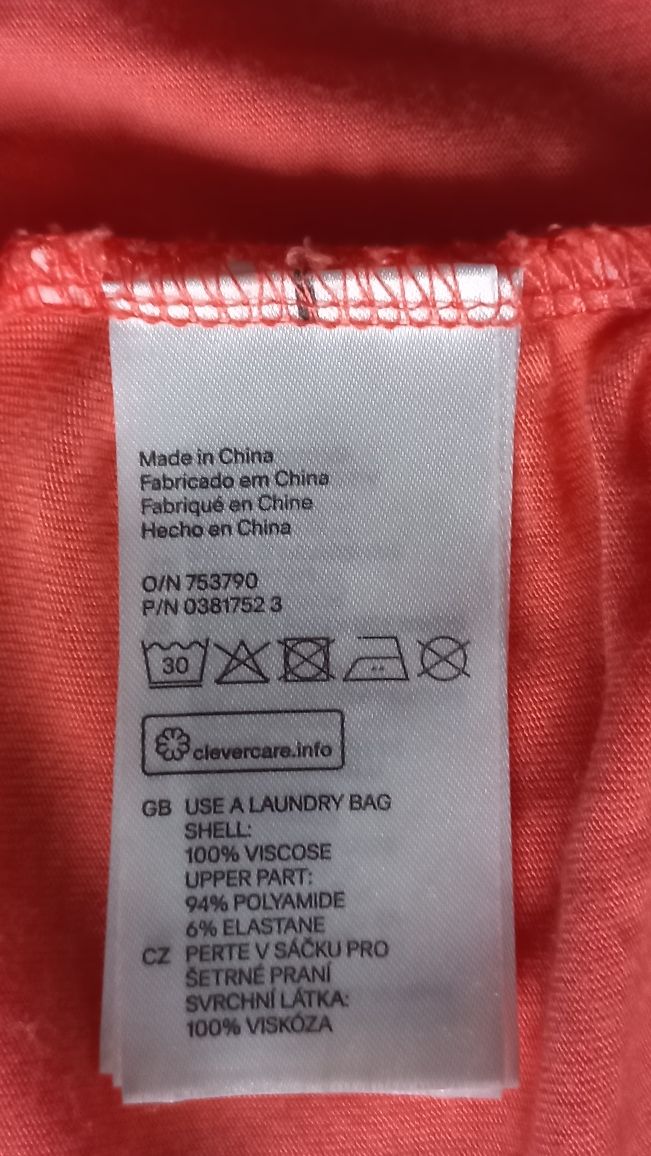 Made in China
Fabricado em China
Fabriqué en Chine
Hecho en China
O/N 753790
P/N 0381752 3
30
clevercare.info
GB USE A LAUNDRY BAG
SHELL:
100% VISCOSE
UPPER PART:
94% POLYAMIDE
6% ELASTANE
CZ PERTE V SÁČKU PRO
ŠETRNÉ PRANÍ
SVRCHNÍ LÁTKA:
100% VISKÓZA